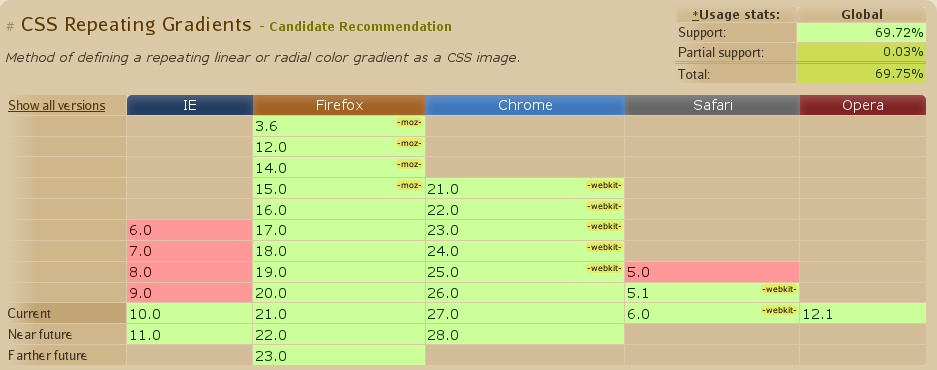 # CSS Repeating Gradients - Candidate Recommendation
Method of defining a repeating linear or radial color gradient as a CSS image.
*Usage stats: Global
Support: 69.72%
Partial support: 0.03%
Total: 69.75%
Show all versions IE Firefox Chrome Safari Opera
3.6 -moz-
12.0 -moz-
14.0 -moz-
15.0 -moz- 21.0 -webkit-
16.0 22.0 -webkit-
6.0 17.0 23.0 -webkit-
7.0 18.0 24.0 -webkit-
8.0 19.0 25.0 -webkit- 5.0
9.0 20.0 26.0 5.1 -webkit-
Current 10.0 21.0 27.0 6.0 -webkit- 12.1
Near future 11.0 22.0 28.0
Farther future 23.0